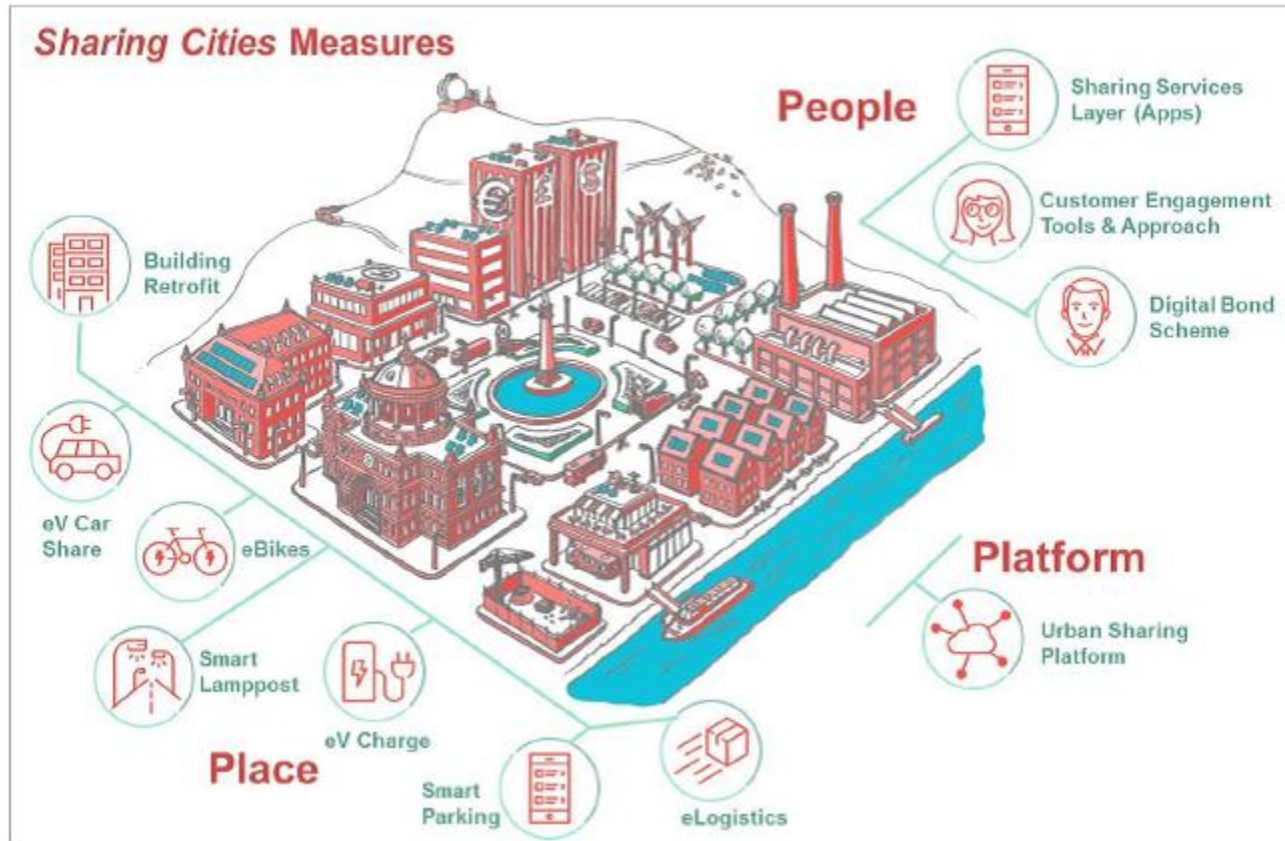 Sharing Cities Measures
People
Sharing Services
Layer (Apps)
Customer Engagement
Tools & Approach
Digital Bond
Scheme
Building
Retrofit
€
£
$
eV Car
Share
eBikes
Smart
Lamppost
eV Charge
Place
Smart
Parking
eLogistics
Platform
Urban Sharing
Platform